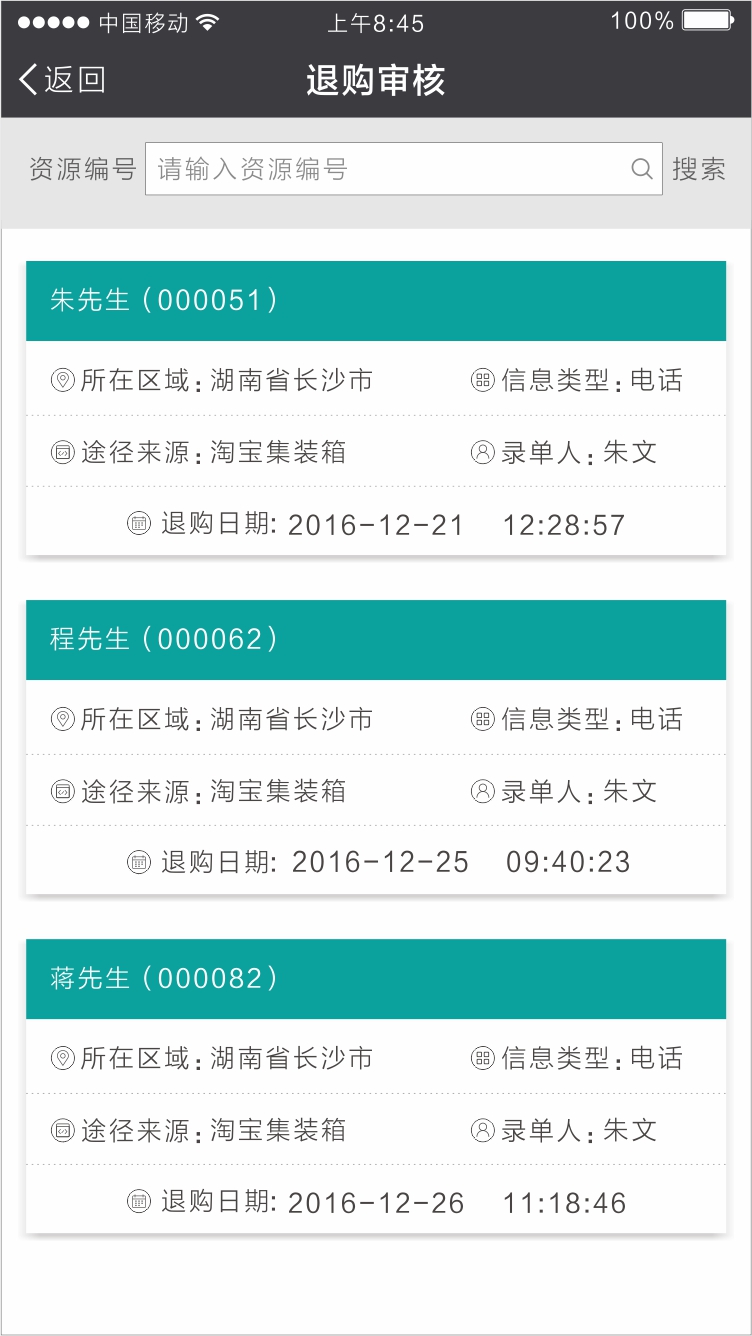 中国移动 上午8:45 100%
返回 退购审核
资源编号 请输入资源编号 搜索
朱先生（000051）
所在区域：湖南省长沙市 信息类型：电话
途径来源：淘宝集装箱 录单人：朱文
退购日期: 2016-12-21 12:28:57
程先生（000062）
所在区域：湖南省长沙市 信息类型：电话
途径来源：淘宝集装箱 录单人：朱文
退购日期: 2016-12-25 09:40:23
蒋先生（000082）
所在区域：湖南省长沙市 信息类型：电话
途径来源：淘宝集装箱 录单人：朱文
退购日期: 2016-12-26 11:18:46